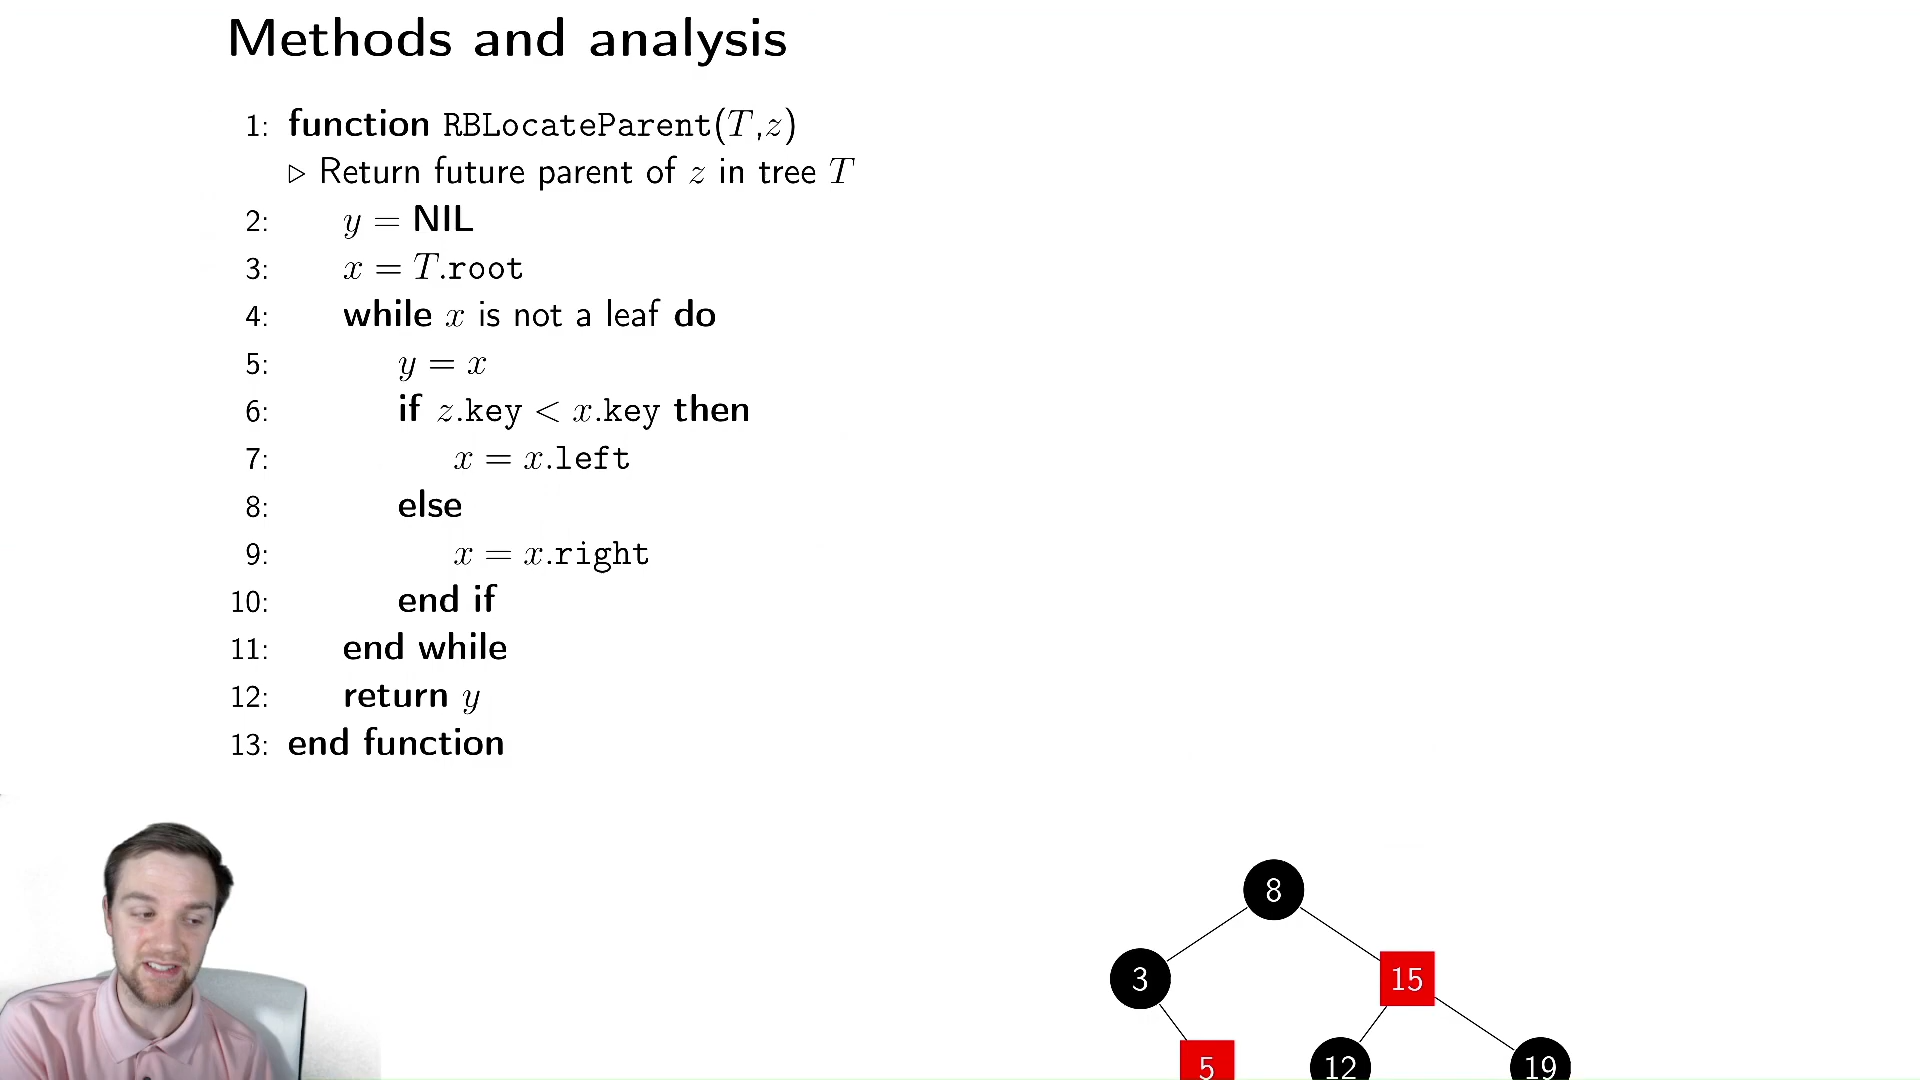 Methods and analysis
1: function RBLocateParent(T,z)
▷ Return future parent of z in tree T
2: y = NIL
3: x = T.root
4: while x is not a leaf do
5: y = x
6: if z.key < x.key then
7: x = x.left
8: else
9: x = x.right
10: end if
11: end while
12: return y
13: end function
8
3 15
5 12 19